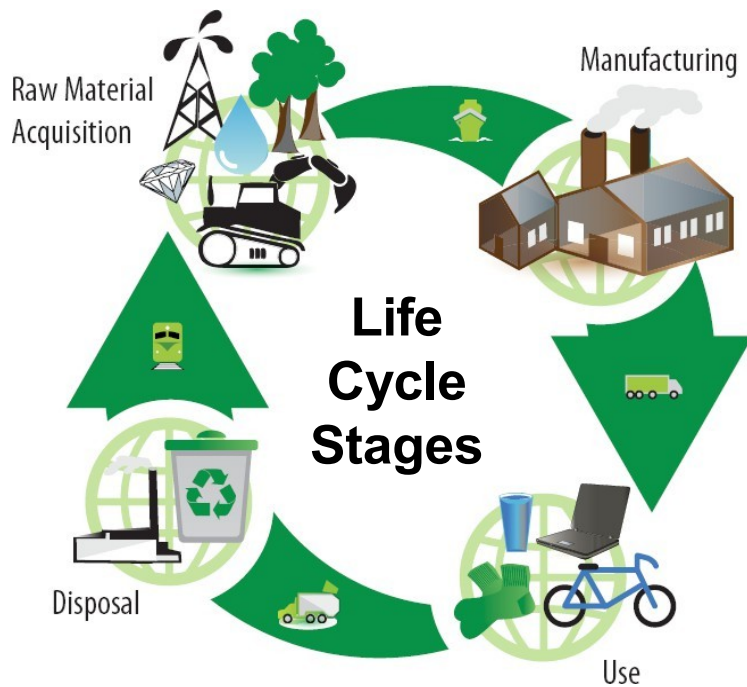 Raw Material
Acquisition
Manufacturing
Life
Cycle
Stages
Disposal
Use